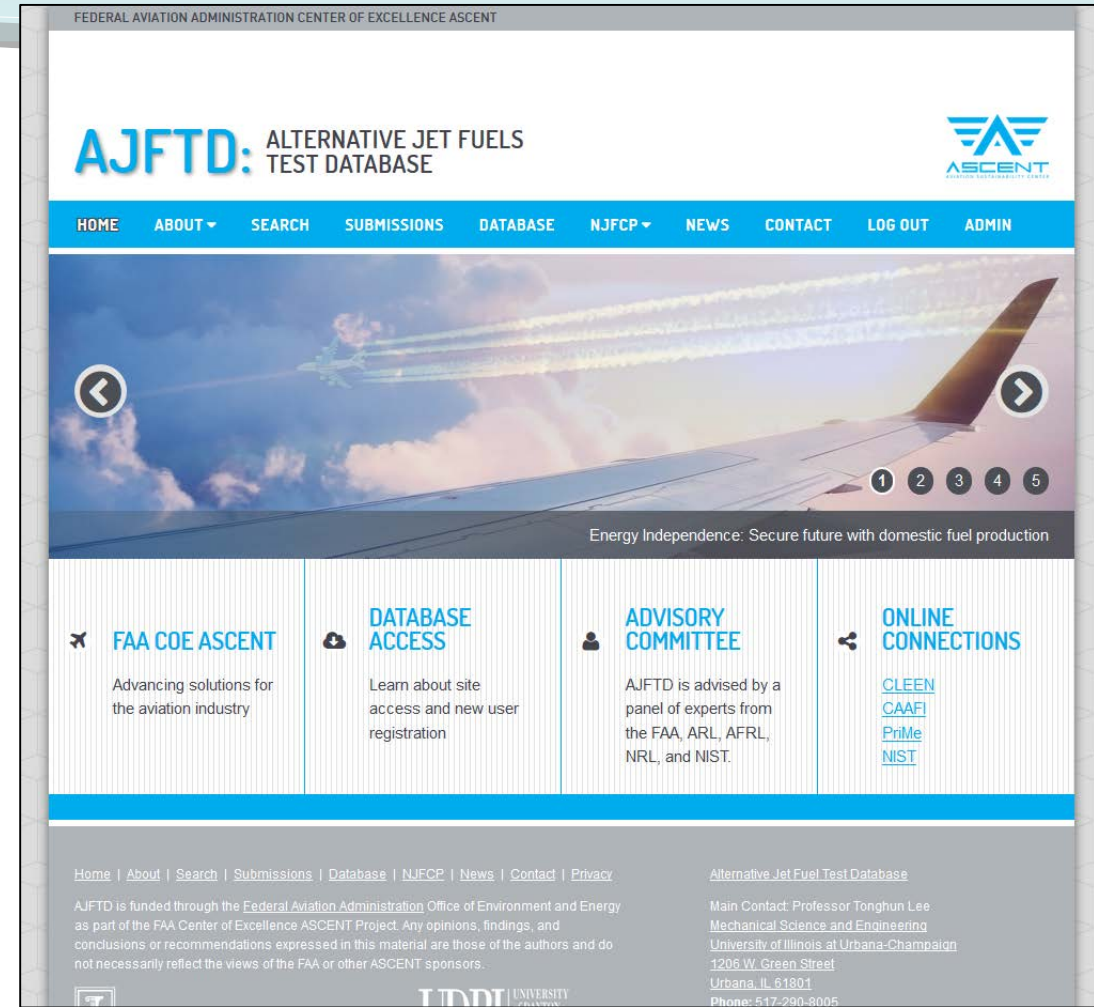 FEDERAL AVIATION ADMINISTRATION CENTER OF EXCELLENCE ASCENT
AJFTD: ALTERNATIVE JET FUELS
TEST DATABASE
ASCENT
AVIATION SUSTAINABILITY CENTER
HOME ABOUT SEARCH SUBMISSIONS DATABASE NJFCP NEWS CONTACT LOG OUT ADMIN
1 2 3 4 5
Energy Independence: Secure future with domestic fuel production
FAA COE ASCENT
Advancing solutions for
the aviation industry
DATABASE
ACCESS
Learn about site
access and new user
registration
ADVISORY
COMMITTEE
AJFTD is advised by a
panel of experts from
the FAA, ARL, AFRL,
NRL, and NIST.
ONLINE
CONNECTIONS
CLEEN
CAAFI
PriMe
NIST
Home | About | Search | Submissions | Database | NJFCP | News | Contact | Privacy
AJFTD is funded through the Federal Aviation Administration Office of Environment and Energy
as part of the FAA Center of Excellence ASCENT Project. Any opinions, findings, and
conclusions or recommendations expressed in this material are those of the authors and do
not necessarily reflect the views of the FAA or other ASCENT sponsors.
Alternative Jet Fuel Test Database
Main Contact: Professor Tonghun Lee
Mechanical Science and Engineering
University of Illinois at Urbana-Champaign
1206 W. Green Street
Urbana, IL 61801
Phone: 517-290-8005
UNIVERSITY